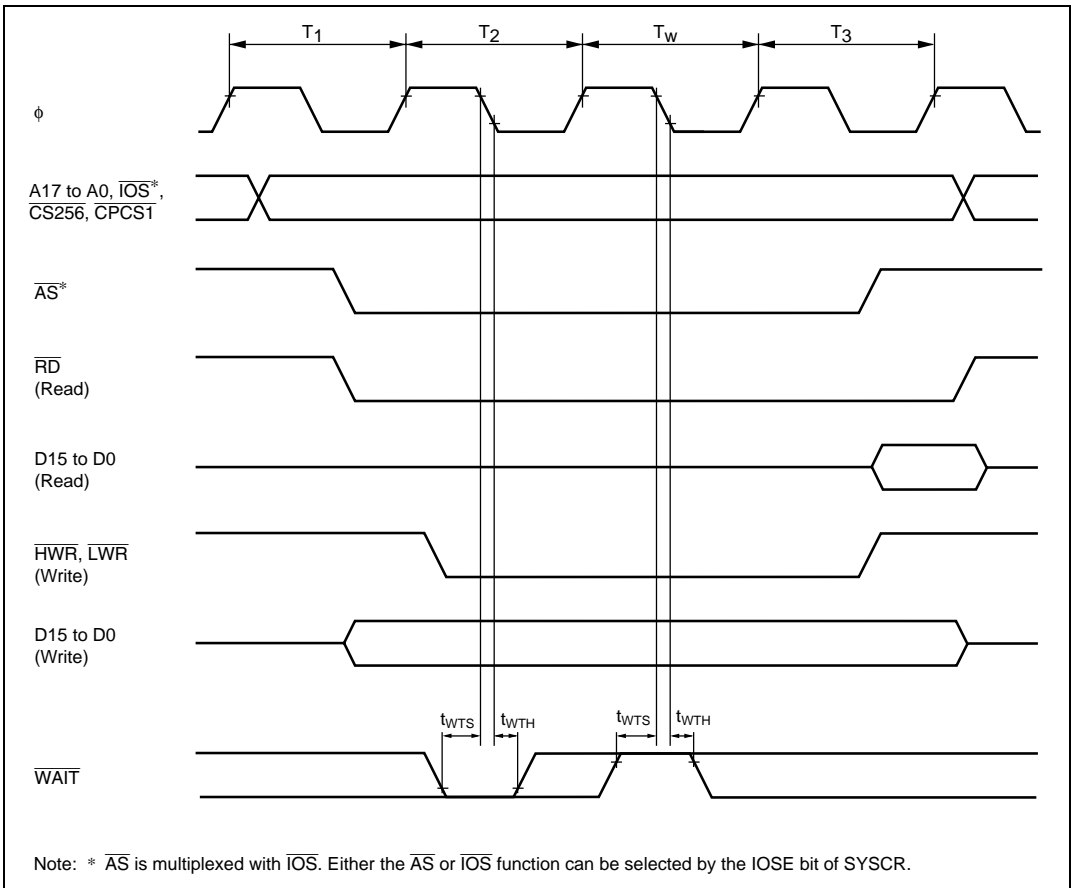 T1 T2 Tw T3
φ
A17 to A0, IOS*,
CS256, CPCS1
AS*
RD
(Read)
D15 to D0
(Read)
HWR, LWR
(Write)
D15 to D0
(Write)
tWTS tWTH tWTS tWTH
WAIT
Note: * AS is multiplexed with IOS. Either the AS or IOS function can be selected by the IOSE bit of SYSCR.